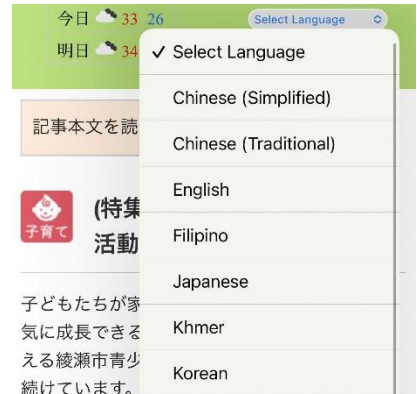 今日 33 26
Select Language
明日 34
✓ Select Language
Chinese (Simplified)
Chinese (Traditional)
English
Filipino
Japanese
Khmer
Korean
記事本文を読
子育て
(特集
活動
子どもたちが家
気に成長できる
える綾瀬市青少
続けています。